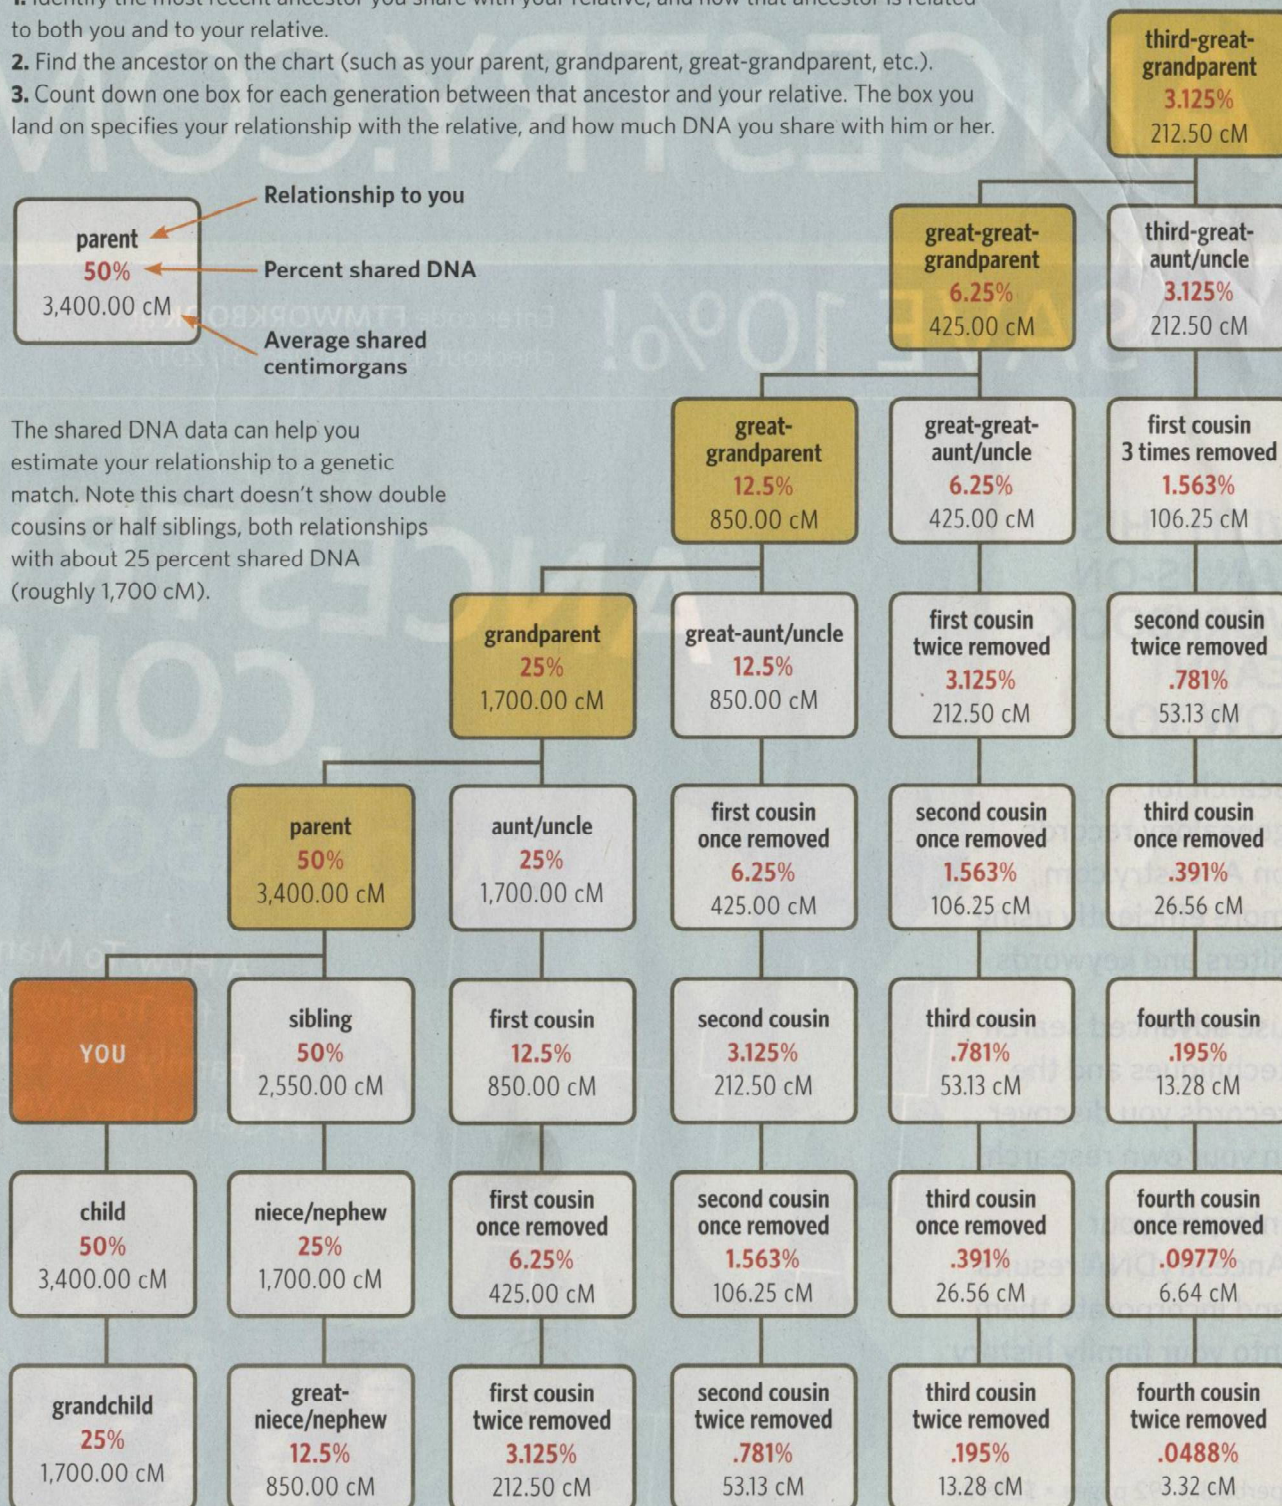 1. Identify the most recent ancestor you share with your relative, and how that ancestor is related
to both you and to your relative.
2. Find the ancestor on the chart (such as your parent, grandparent, great-grandparent, etc.).
3. Count down one box for each generation between that ancestor and your relative. The box you
land on specifies your relationship with the relative, and how much DNA you share with him or her.
parent
50%
3,400.00 cM
Relationship to you
Percent shared DNA
Average shared
centimorgans
The shared DNA data can help you
estimate your relationship to a genetic
match. Note this chart doesn't show double
cousins or half siblings, both relationships
with about 25 percent shared DNA
(roughly 1,700 cM).
third-great-
grandparent
3.125%
212.50 cM
great-great-
grandparent
6.25%
425.00 cM
third-great-
aunt/uncle
3.125%
212.50 cM
great-
grandparent
12.5%
850.00 cM
great-great-
aunt/uncle
6.25%
425.00 cM
first cousin
3 times removed
1.563%
106.25 cM
grandparent
25%
1,700.00 cM
great-aunt/uncle
12.5%
850.00 cM
first cousin
twice removed
3.125%
212.50 cM
second cousin
twice removed
.781%
53.13 cM
parent
50%
3,400.00 cM
aunt/uncle
25%
1,700.00 cM
first cousin
once removed
6.25%
425.00 cM
second cousin
once removed
1.563%
106.25 cM
third cousin
once removed
.391%
26.56 cM
YOU
sibling
50%
2,550.00 cM
first cousin
12.5%
850.00 cM
second cousin
3.125%
212.50 cM
third cousin
.781%
53.13 cM
fourth cousin
.195%
13.28 cM
child
50%
3,400.00 cM
niece/nephew
25%
1,700.00 cM
first cousin
once removed
6.25%
425.00 cM
second cousin
once removed
1.563%
106.25 cM
third cousin
once removed
.391%
26.56 cM
fourth cousin
once removed
.0977%
6.64 cM
grandchild
25%
1,700.00 cM
great-
niece/nephew
12.5%
850.00 cM
first cousin
twice removed
3.125%
212.50 cM
second cousin
twice removed
.781%
53.13 cM
third cousin
twice removed
.195%
13.28 cM
fourth cousin
twice removed
.0488%
3.32 cM